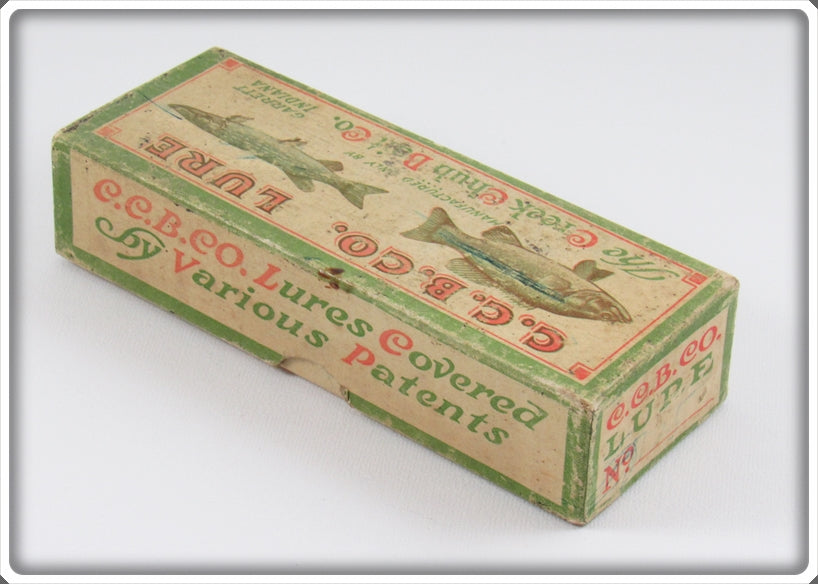 The Creek Chub Bait Co.
MANUFACTURED ONLY BY
GARRETT
INDIANA
C.C.B.CO. LURE
C.C.B.CO. Lures Covered
by Various Patents
C.C.B.CO.
LURE
No.